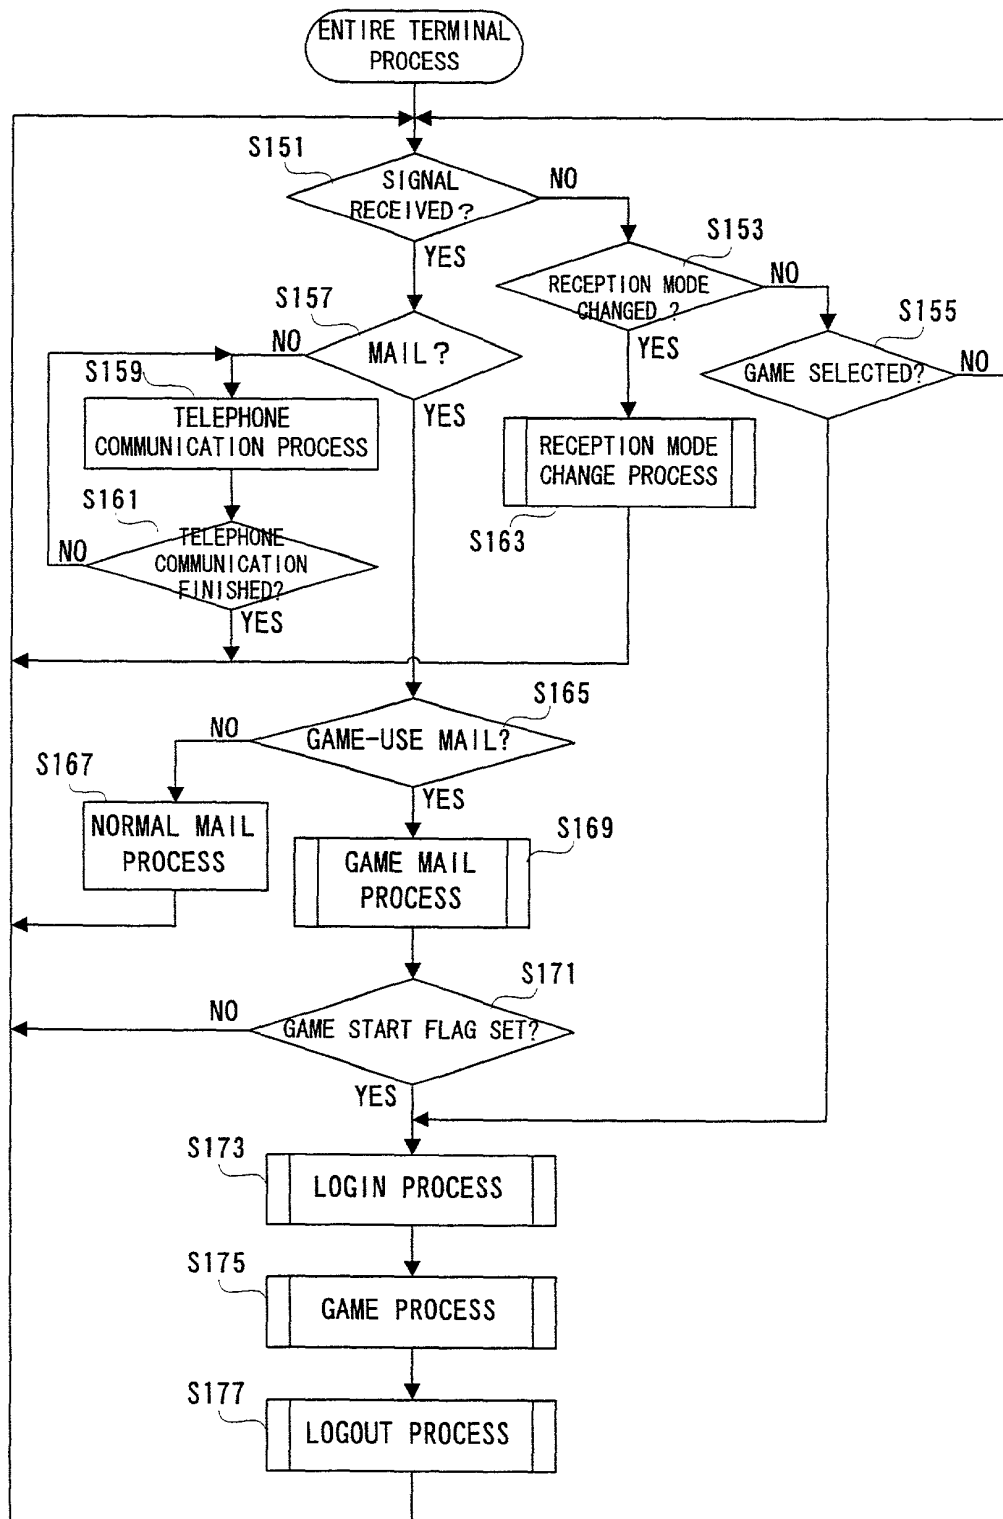 ENTIRE TERMINAL
PROCESS
S151
SIGNAL
RECEIVED?
NO
YES
S153
RECEPTION MODE
CHANGED ?
NO
YES
S155
GAME SELECTED?
NO
S157
MAIL?
NO
YES
S159
TELEPHONE
COMMUNICATION PROCESS
RECEPTION MODE
CHANGE PROCESS
S163
S161
TELEPHONE
COMMUNICATION
FINISHED?
NO
YES
S165
GAME-USE MAIL?
NO
YES
S167
NORMAL MAIL
PROCESS
S169
GAME MAIL
PROCESS
S171
GAME START FLAG SET?
NO
YES
S173
LOGIN PROCESS
S175
GAME PROCESS
S177
LOGOUT PROCESS